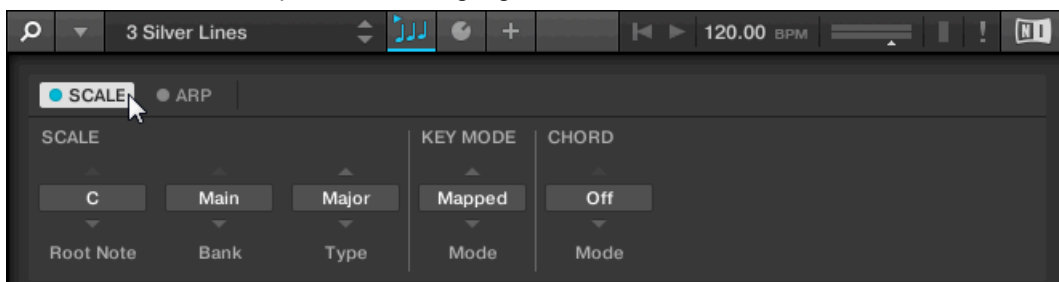 3 Silver Lines 120.00 BPM ! NI
SCALE ARP
SCALE KEY MODE CHORD
C Main Major Mapped Off
Root Note Bank Type Mode Mode